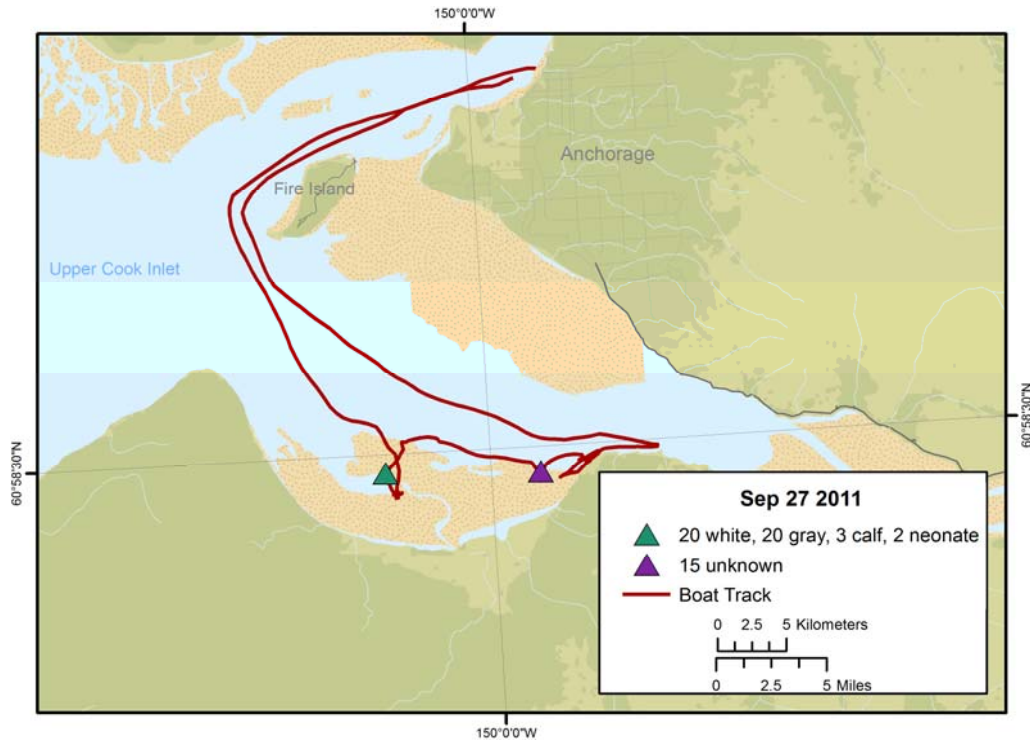 150°0'0"W
Anchorage
Fire Island
Upper Cook Inlet
60°58'30"N
60°58'30"N
Sep 27 2011
20 white, 20 gray, 3 calf, 2 neonate
15 unknown
Boat Track
0 2.5 5 Kilometers
0 2.5 5 Miles
150°0'0"W